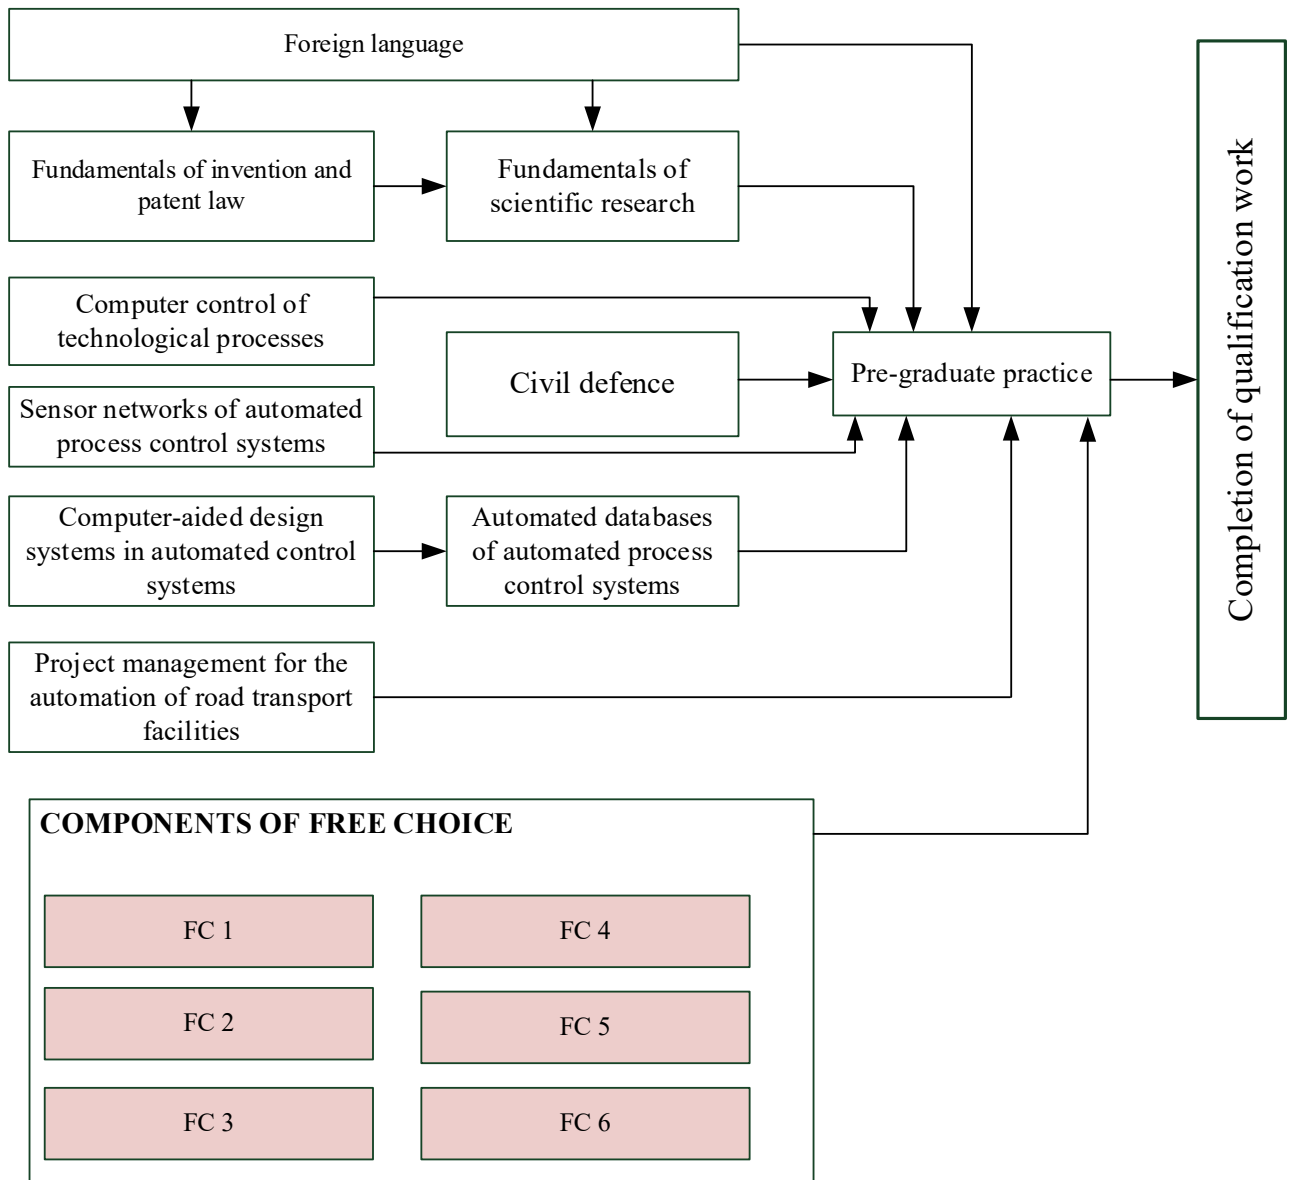 Foreign language
Fundamentals of invention and
patent law
Fundamentals of
scientific research
Computer control of
technological processes
Civil defence
Pre-graduate practice
Completion of qualification work
Sensor networks of automated
process control systems
Computer-aided design
systems in automated control
systems
Automated databases
of automated process
control systems
Project management for the
automation of road transport
facilities
COMPONENTS OF FREE CHOICE
FC 1
FC 4
FC 2
FC 5
FC 3
FC 6